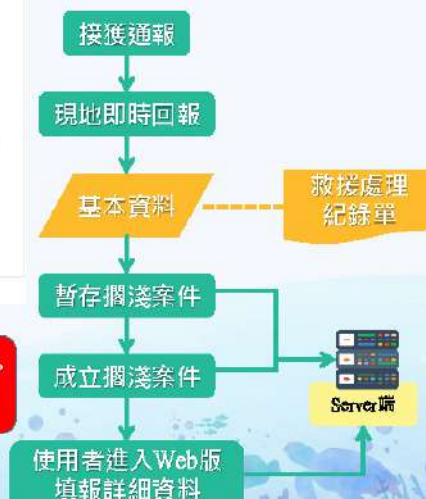 接獲通報
現地即時回報
基本資料
救援處理
紀錄單
暫存擱淺案件
成立擱淺案件
Server端
使用者進入Web版
填報詳細資料